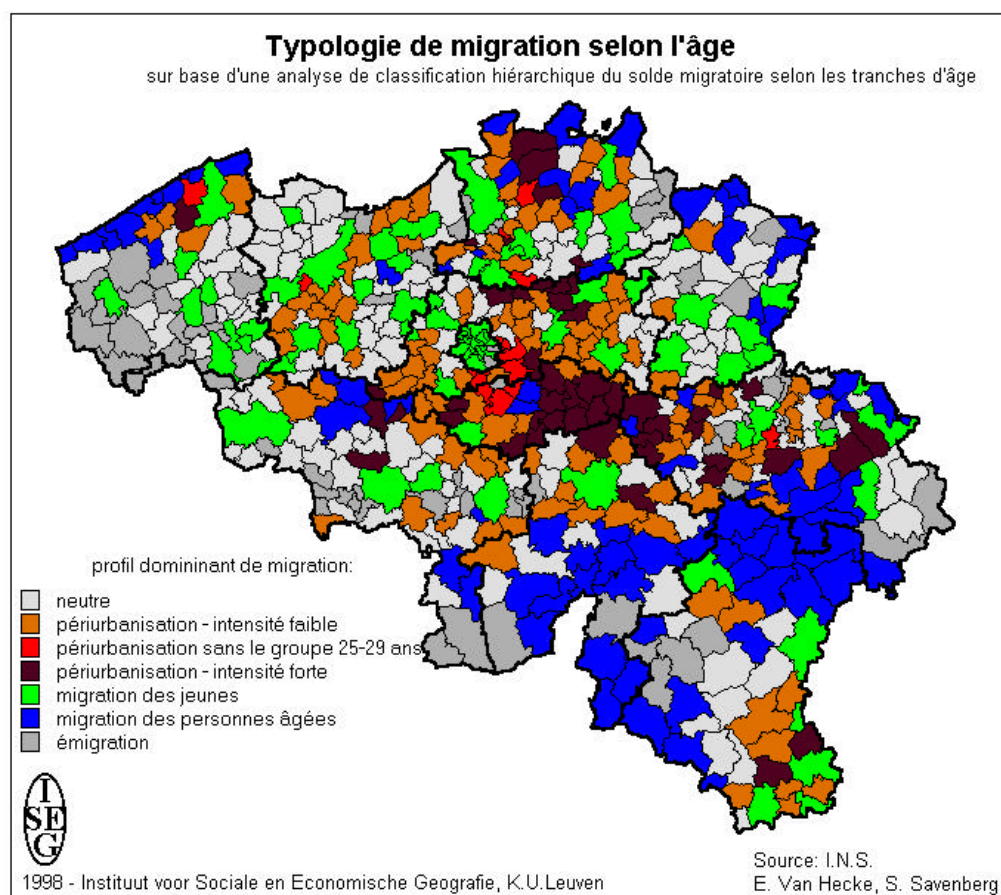 Typologie de migration selon l'âge
sur base d'une analyse de classification hiérarchique du solde migratoire selon les tranches d'âge
profil domininant de migration:
neutre
périurbanisation - intensité faible
périurbanisation sans le groupe 25-29 ans
périurbanisation - intensité forte
migration des jeunes
migration des personnes âgées
émigration
I
SE
G
1998 - Instituut voor Sociale en Economische Geografie, K.U.Leuven
Source: I.N.S.
E. Van Hecke, S. Savenberg